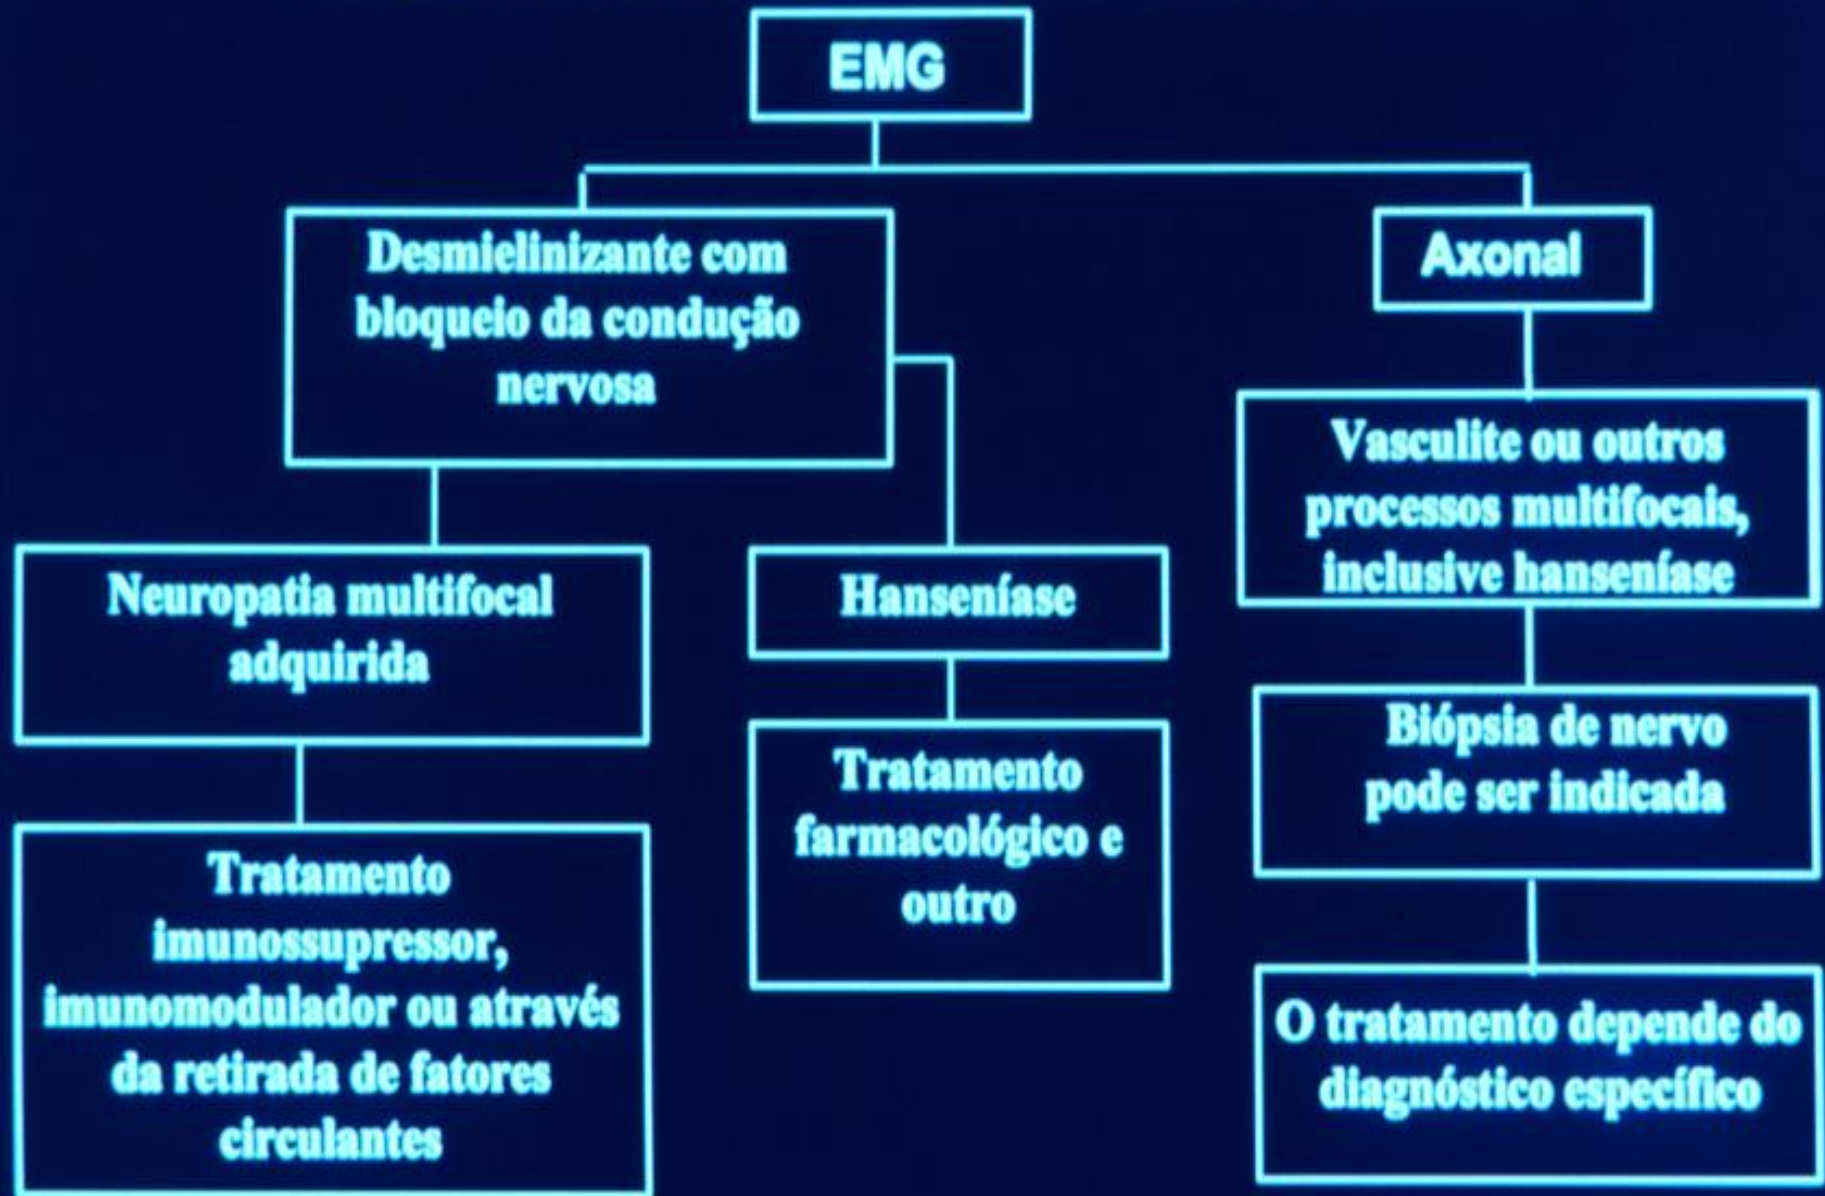 EMG
Desmielinizante com
bloqueio da condução
nervosa
Axonal
Vasculite ou outros
processos multifocais,
inclusive hanseníase
Neuropatia multifocal
adquirida
Hanseníase
Biópsia de nervo
pode ser indicada
Tratamento
farmacológico e
outro
Tratamento
imunossupressor,
imunomodulador ou através
da retirada de fatores
circulantes
O tratamento depende do
diagnóstico específico